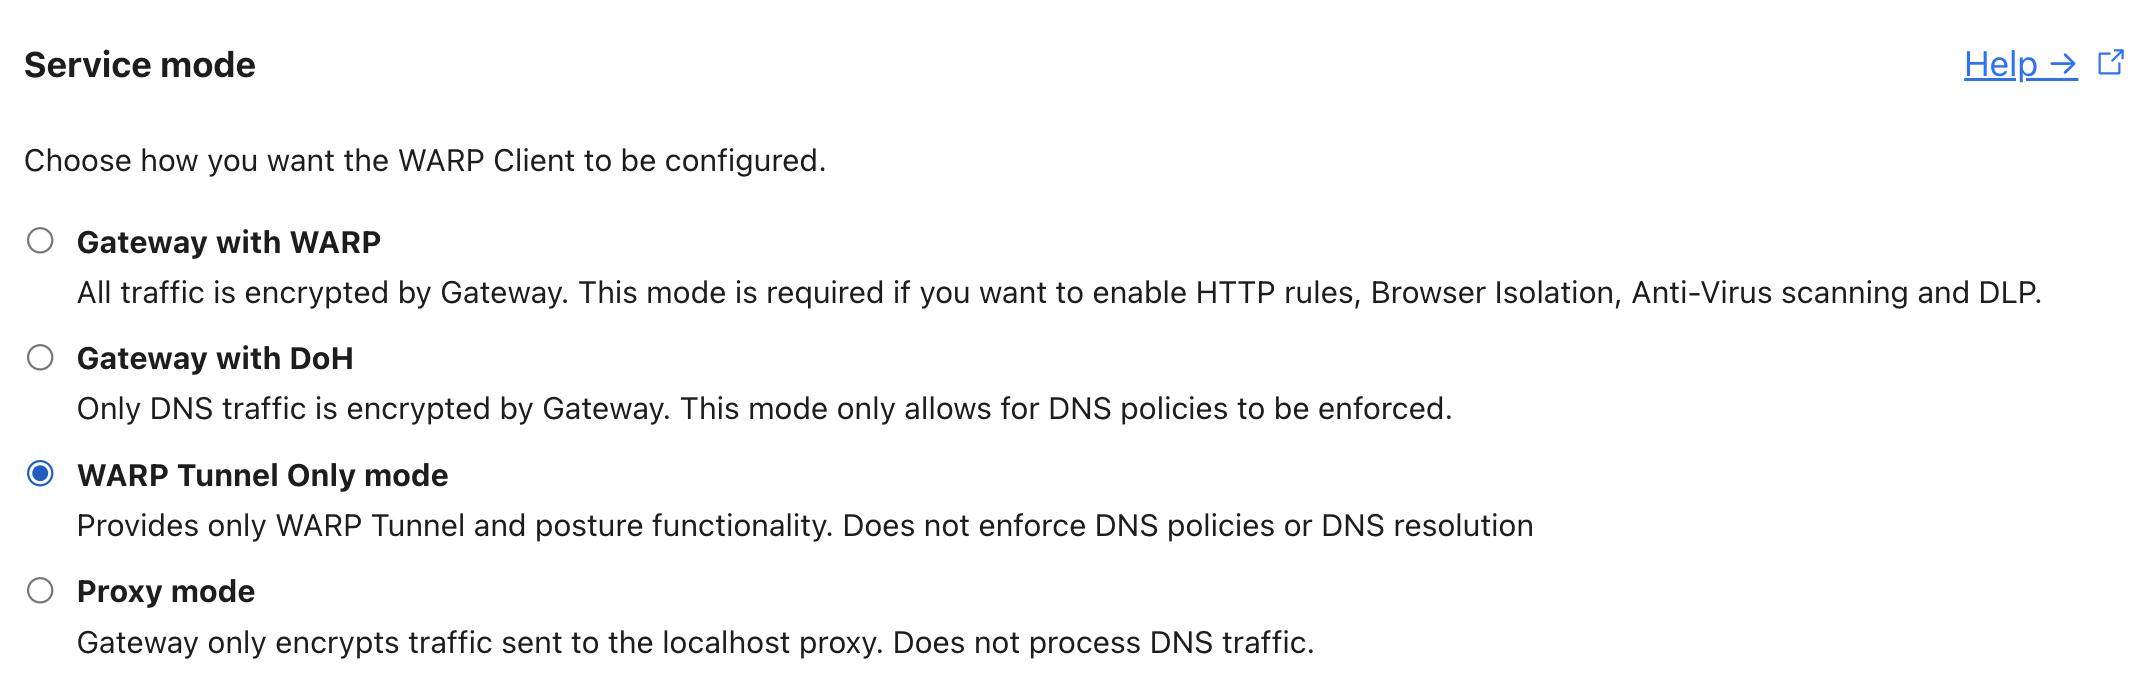 Service mode
Help →
Choose how you want the WARP Client to be configured.
Gateway with WARP
All traffic is encrypted by Gateway. This mode is required if you want to enable HTTP rules, Browser Isolation, Anti-Virus scanning and DLP.
Gateway with DoH
Only DNS traffic is encrypted by Gateway. This mode only allows for DNS policies to be enforced.
WARP Tunnel Only mode
Provides only WARP Tunnel and posture functionality. Does not enforce DNS policies or DNS resolution
Proxy mode
Gateway only encrypts traffic sent to the localhost proxy. Does not process DNS traffic.